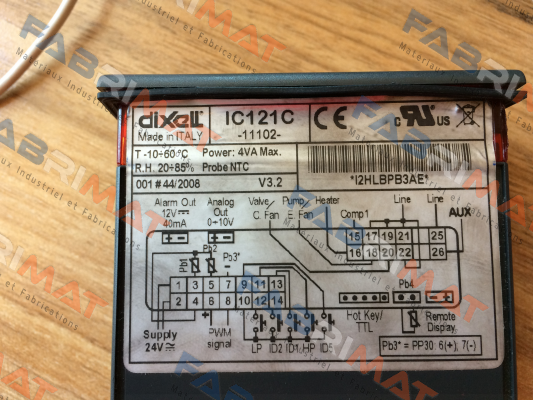 FABRIMAT
Materiaux Industriel et Fabrications
dixell
Made in ITALY
IC121C
-11102-
CE
c RU us
T -10÷60°C Power: 4VA Max.
R.H. 20÷85% Probe NTC
001 # 44/2008 V3.2
*I2HLBPB3AE*
Alarm Out
12V
40mA
Analog
Out
0÷10V
Valve/
C. Fan
Pump/
E. Fan
Heater
Comp1
Line
Line
AUX
15 17 19 21 25
16 18 20 22 26
Pb1
Pb2
Pb3*
1 3 5 7 9 11 13
2 4 6 8 10 12 14
Supply
24V
PWM
signal
LP ID2 ID1 HP ID5
Hot Key/
TTL
Pb4
Remote
Display
Pb3* = PP30: 6(+); 7(-)